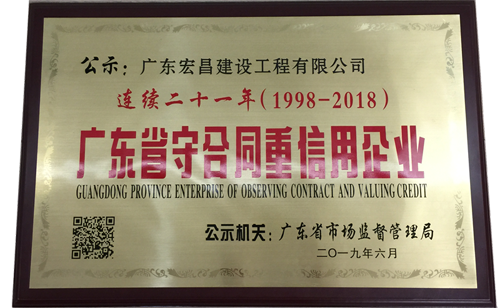 公示：广东宏昌建设工程有限公司
连续二十一年（1998-2018）
广东省守合同重信用企业
GUANGDONG PROVINCE ENTERPRISE OF OBSERVING CONTRACT AND VALUING CREDIT
公示机关：广东省市场监督管理局
二〇一九年六月